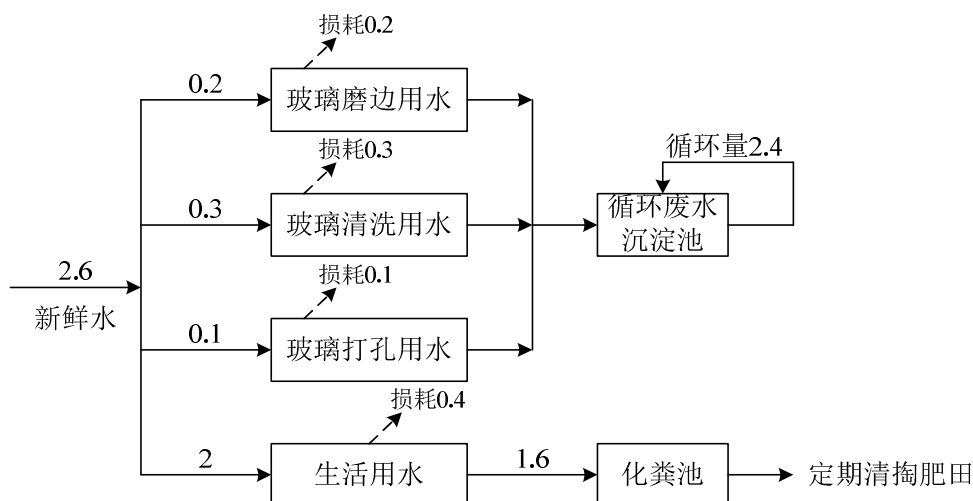 损耗0.2
0.2
玻璃磨边用水
损耗0.3
循环量2.4
0.3
玻璃清洗用水
循环废水
沉淀池
2.6
新鲜水
损耗0.1
0.1
玻璃打孔用水
损耗0.4
2
生活用水
1.6
化粪池
定期清掏肥田